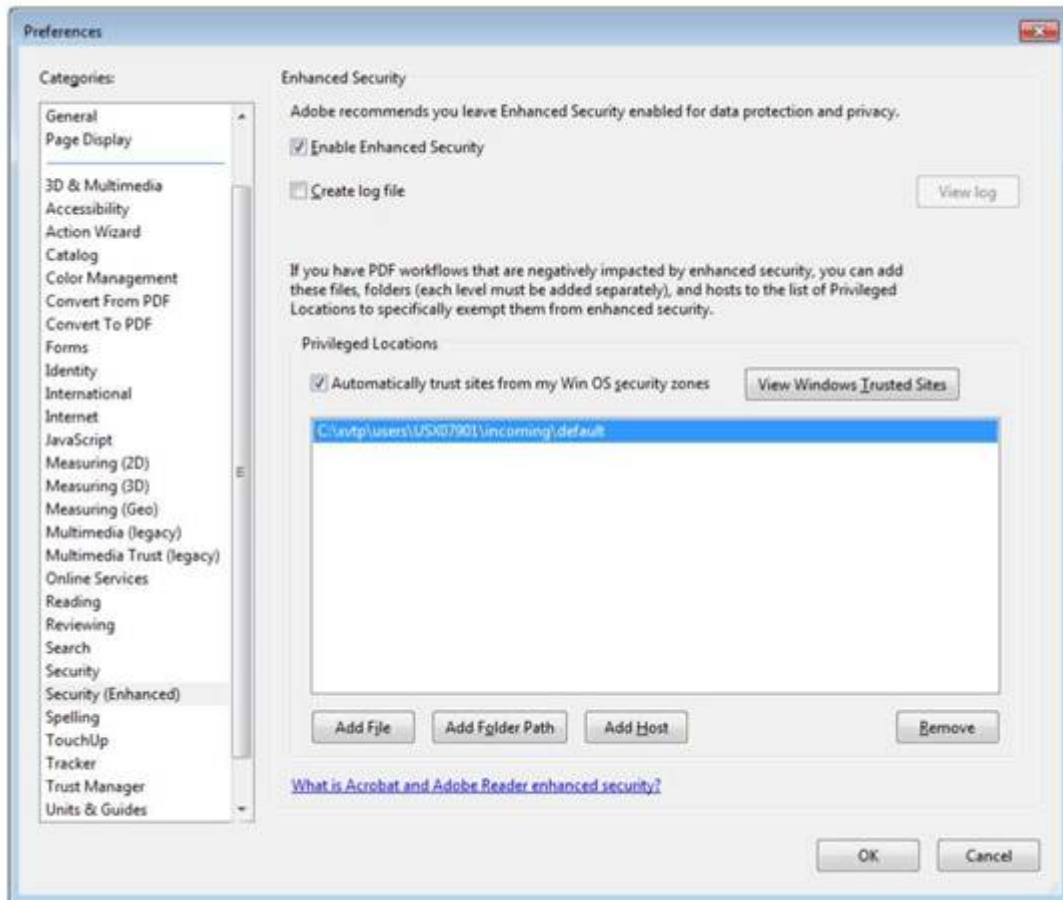 Preferences
Categories:
General
Page Display
3D & Multimedia
Accessibility
Action Wizard
Catalog
Color Management
Convert From PDF
Convert To PDF
Forms
Identity
International
Internet
JavaScript
Measuring (2D)
Measuring (3D)
Measuring (Geo)
Multimedia (legacy)
Multimedia Trust (legacy)
Online Services
Reading
Reviewing
Search
Security
Security (Enhanced)
Spelling
TouchUp
Tracker
Trust Manager
Units & Guides
Enhanced Security
Adobe recommends you leave Enhanced Security enabled for data protection and privacy.
Enable Enhanced Security
Create log file
View log
If you have PDF workflows that are negatively impacted by enhanced security, you can add
these files, folders (each level must be added separately), and hosts to the list of Privileged
Locations to specifically exempt them from enhanced security.
Privileged Locations
Automatically trust sites from my Win OS security zones
View Windows Trusted Sites
C:\svtp\users\USX07901\incoming\default
Add File
Add Folder Path
Add Host
Remove
What is Acrobat and Adobe Reader enhanced security?
OK
Cancel